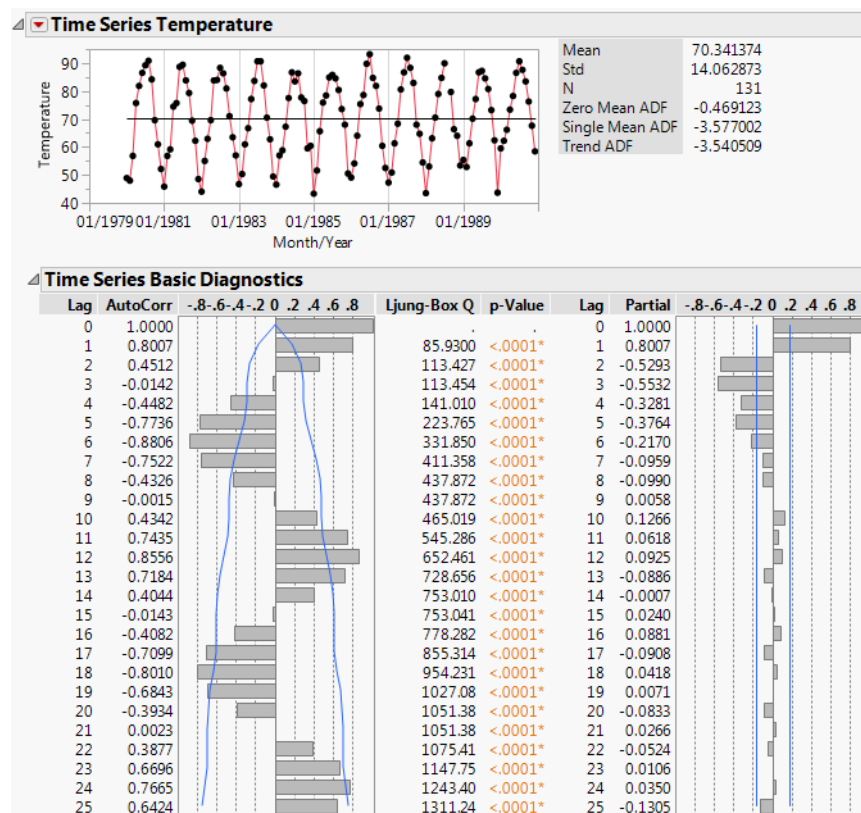 Time Series Temperature
Mean 70.341374
Std 14.062873
N 131
Zero Mean ADF -0.469123
Single Mean ADF -3.577002
Trend ADF -3.540509
90
80
70
60
50
40
Temperature
01/1979 01/1981 01/1983 01/1985 01/1987 01/1989
Month/Year
Time Series Basic Diagnostics
Lag AutoCorr -.8-.6-.4-.2 0 .2 .4 .6 .8 Ljung-Box Q p-Value Lag Partial -.8-.6-.4-.2 0 .2 .4 .6 .8
0 1.0000 . . 0 1.0000
1 0.8007 85.9300 <.0001* 1 0.8007
2 0.4512 113.427 <.0001* 2 -0.5293
3 -0.0142 113.454 <.0001* 3 -0.5532
4 -0.4482 141.010 <.0001* 4 -0.3281
5 -0.7736 223.765 <.0001* 5 -0.3764
6 -0.8806 331.850 <.0001* 6 -0.2170
7 -0.7522 411.358 <.0001* 7 -0.0959
8 -0.4326 437.872 <.0001* 8 -0.0990
9 -0.0015 437.872 <.0001* 9 0.0058
10 0.4342 465.019 <.0001* 10 0.1266
11 0.7435 545.286 <.0001* 11 0.0618
12 0.8556 652.461 <.0001* 12 0.0925
13 0.7184 728.656 <.0001* 13 -0.0886
14 0.4044 753.010 <.0001* 14 -0.0007
15 -0.0143 753.041 <.0001* 15 0.0240
16 -0.4082 778.282 <.0001* 16 0.0881
17 -0.7099 855.314 <.0001* 17 -0.0908
18 -0.8010 954.231 <.0001* 18 0.0418
19 -0.6843 1027.08 <.0001* 19 0.0071
20 -0.3934 1051.38 <.0001* 20 -0.0833
21 0.0023 1051.38 <.0001* 21 0.0266
22 0.3877 1075.41 <.0001* 22 -0.0524
23 0.6696 1147.75 <.0001* 23 0.0106
24 0.7665 1243.40 <.0001* 24 0.0350
25 0.6424 1311.24 <.0001* 25 -0.1305